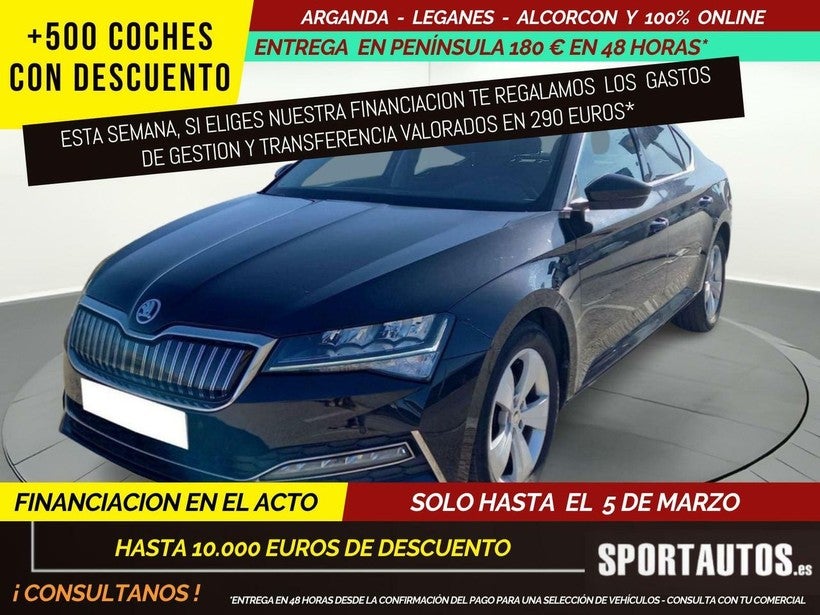 +500 COCHES
CON DESCUENTO
ARGANDA - LEGANES - ALCORCON Y 100% ONLINE
ENTREGA EN PENÍNSULA 180 € EN 48 HORAS*
ESTA SEMANA, SI ELIGES NUESTRA FINANCIACION TE REGALAMOS LOS GASTOS
DE GESTION Y TRANSFERENCIA VALORADOS EN 290 EUROS*
FINANCIACION EN EL ACTO
SOLO HASTA EL 5 DE MARZO
HASTA 10.000 EUROS DE DESCUENTO
SPORTAUTOS.es
¡ CONSULTANOS !
*ENTREGA EN 48 HORAS DESDE LA CONFIRMACIÓN DEL PAGO PARA UNA SELECCIÓN DE VEHÍCULOS - CONSULTA CON TU COMERCIAL